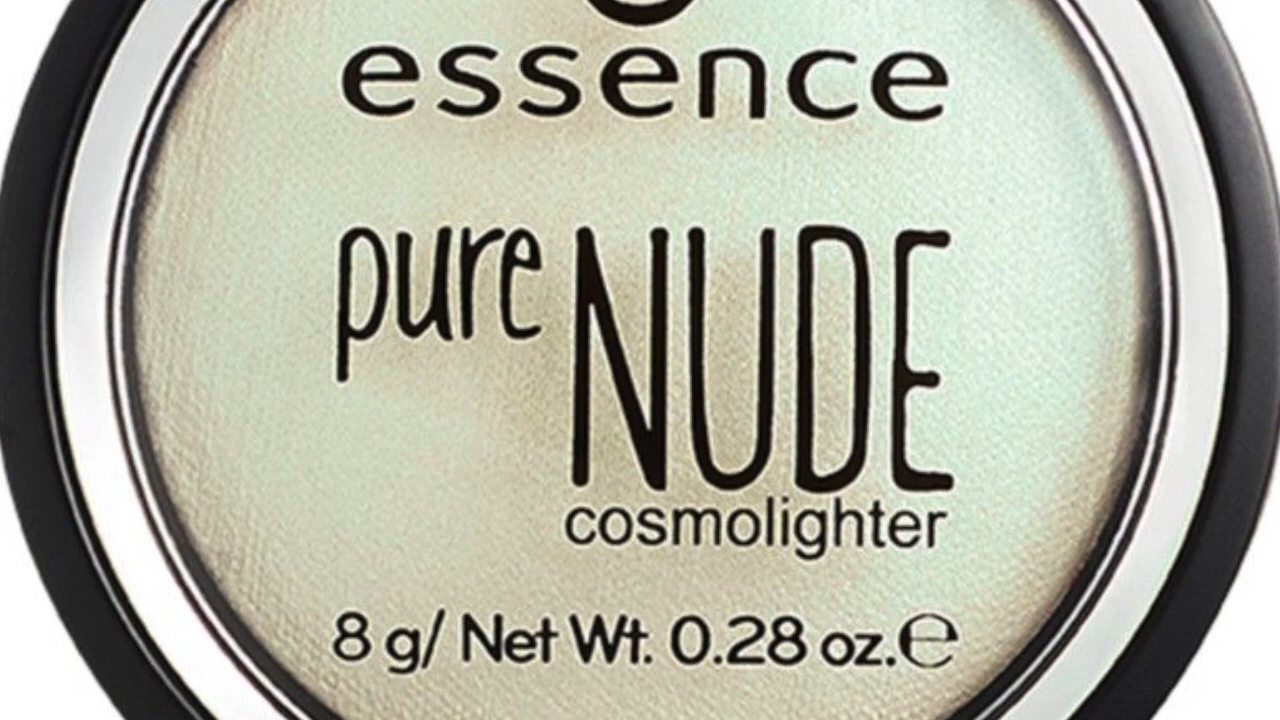 essence
pure NUDE
cosmolighter
8 g/ Net Wt. 0.28 oz.℮